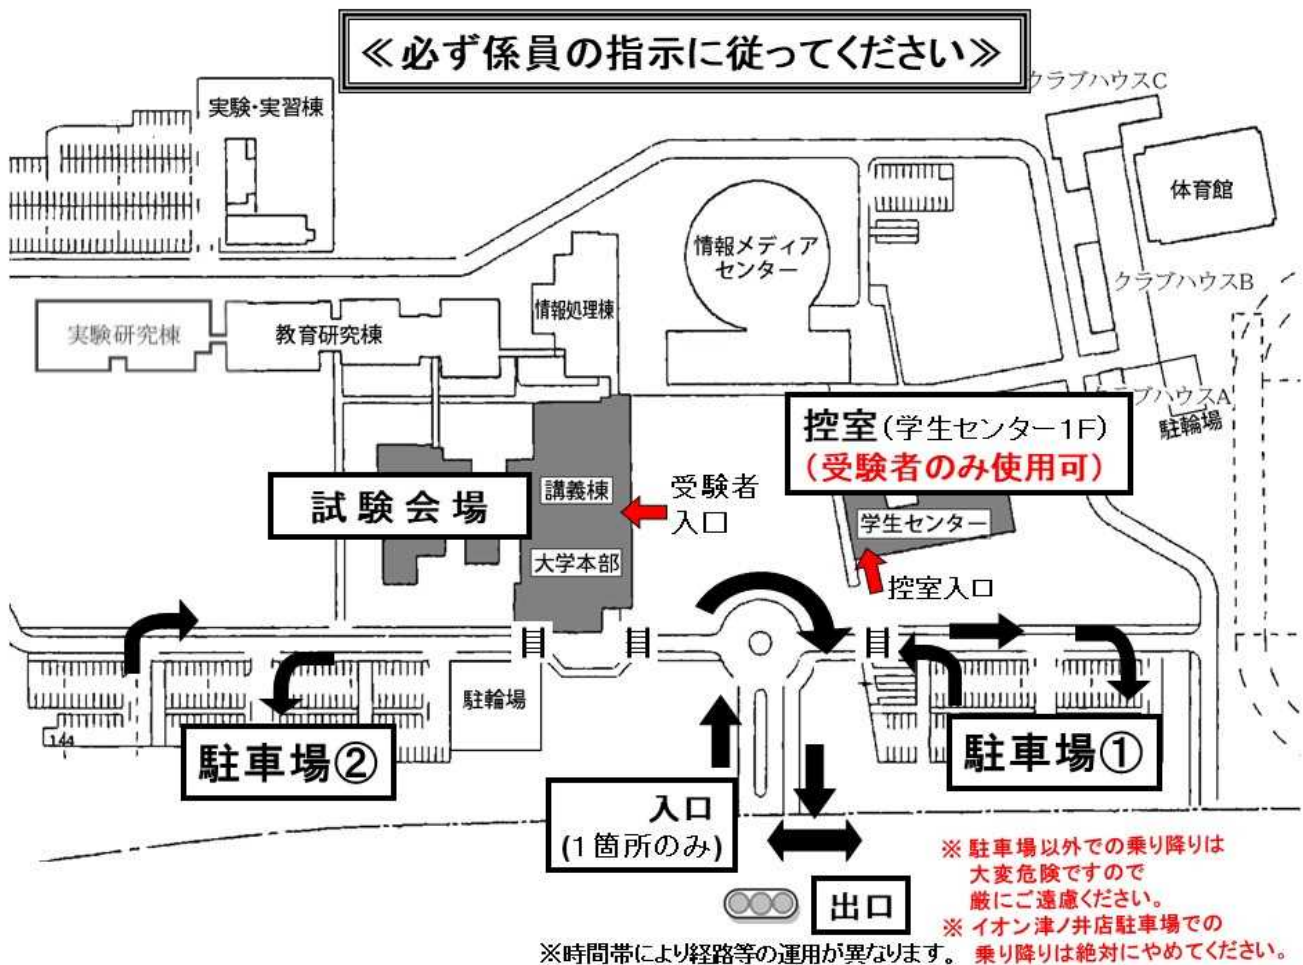 ≪必ず係員の指示に従ってください≫
クラブハウスC
実験・実習棟
体育館
情報メディア
センター
クラブハウスB
情報処理棟
実験研究棟
教育研究棟
ブハウスA
駐輪場
控室(学生センター1F)
(受験者のみ使用可)
試験会場
講義棟
受験者
入口
学生センター
大学本部
控室入口
駐輪場
144
駐車場②
駐車場①
入口
(1箇所のみ)
出口
※ 駐車場以外での乗り降りは
大変危険ですので
厳にご遠慮ください。
※ イオン津ノ井店駐車場での
乗り降りは絶対にやめてください。
※時間帯により経路等の運用が異なります。